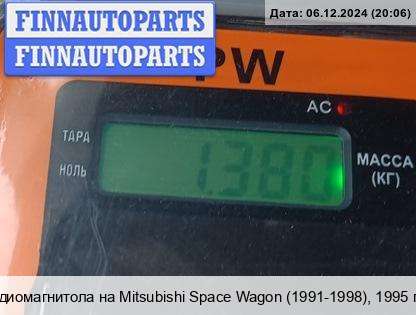 FINNAUTOPARTS
FINNAUTOPARTS
Дата: 06.12.2024 (20:06)
PW
AC
ТАРА
НОЛЬ
1.380
МАССА
(КГ)
диомагнитола на Mitsubishi Space Wagon (1991-1998), 1995 г